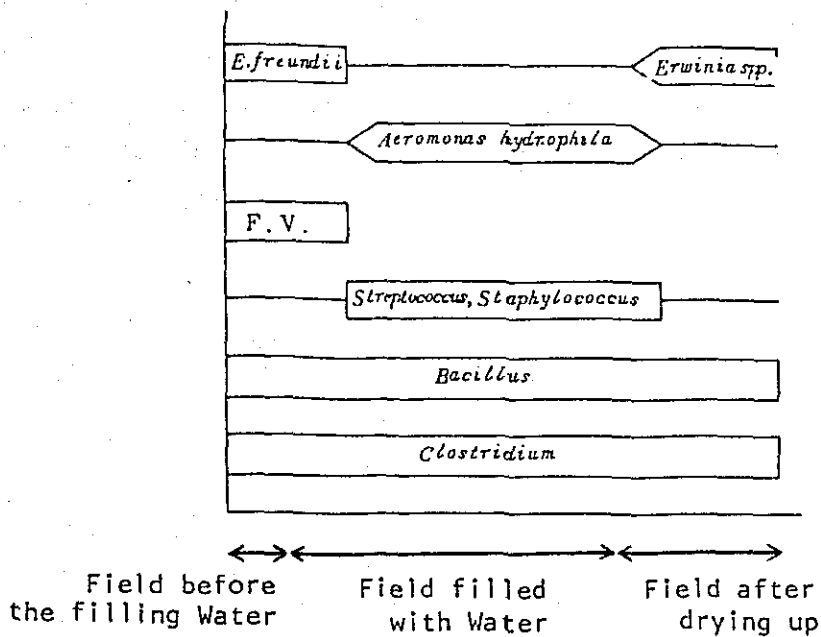 E.freundii
Erwinia sp.
Aeromonas hydrophila
F. V.
Streptococcus, Staphylococcus
Bacillus
Clostridium
Field before
the filling Water
Field filled
with Water
Field after
drying up